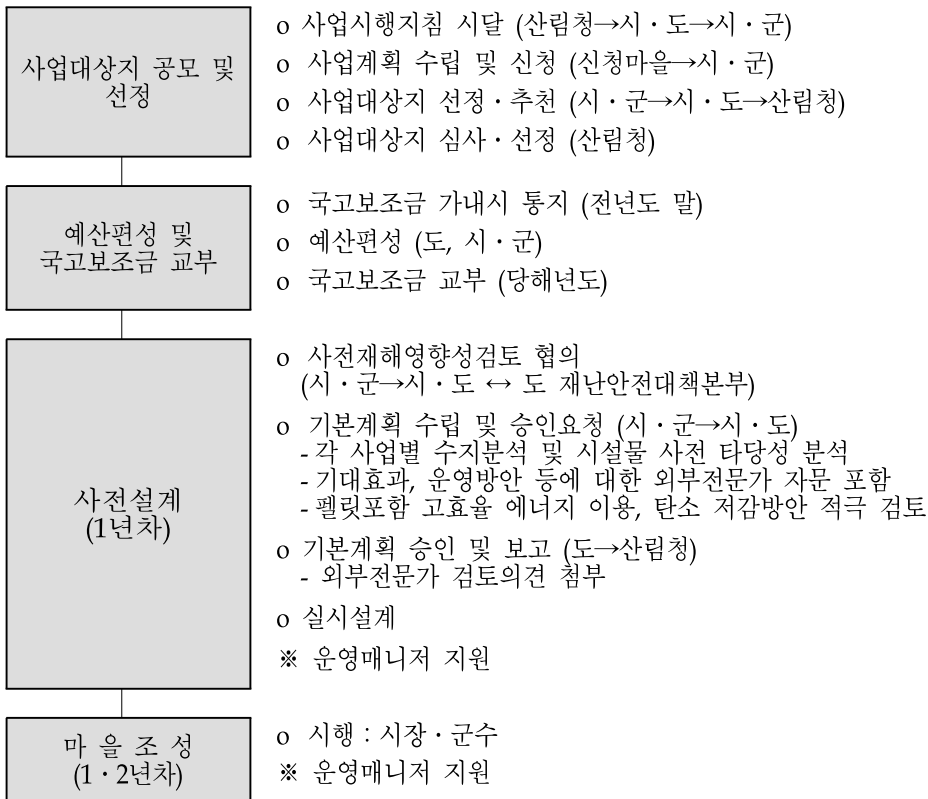 사업대상지 공모 및
선정
o 사업시행지침 시달 (산림청→시・도→시・군)
o 사업계획 수립 및 신청 (신청마을→시・군)
o 사업대상지 선정・추천 (시・군→시・도→산림청)
o 사업대상지 심사・선정 (산림청)
예산편성 및
국고보조금 교부
o 국고보조금 가내시 통지 (전년도 말)
o 예산편성 (도, 시・군)
o 국고보조금 교부 (당해년도)
사전설계
(1년차)
o 사전재해영향성검토 협의
(시・군→시・도 ↔ 도 재난안전대책본부)
o 기본계획 수립 및 승인요청 (시・군→시・도)
- 각 사업별 수지분석 및 시설물 사전 타당성 분석
- 기대효과, 운영방안 등에 대한 외부전문가 자문 포함
- 펠릿포함 고효율 에너지 이용, 탄소 저감방안 적극 검토
o 기본계획 승인 및 보고 (도→산림청)
- 외부전문가 검토의견 첨부
o 실시설계
※ 운영매니저 지원
마 을 조 성
(1・2년차)
o 시행 : 시장・군수
※ 운영매니저 지원